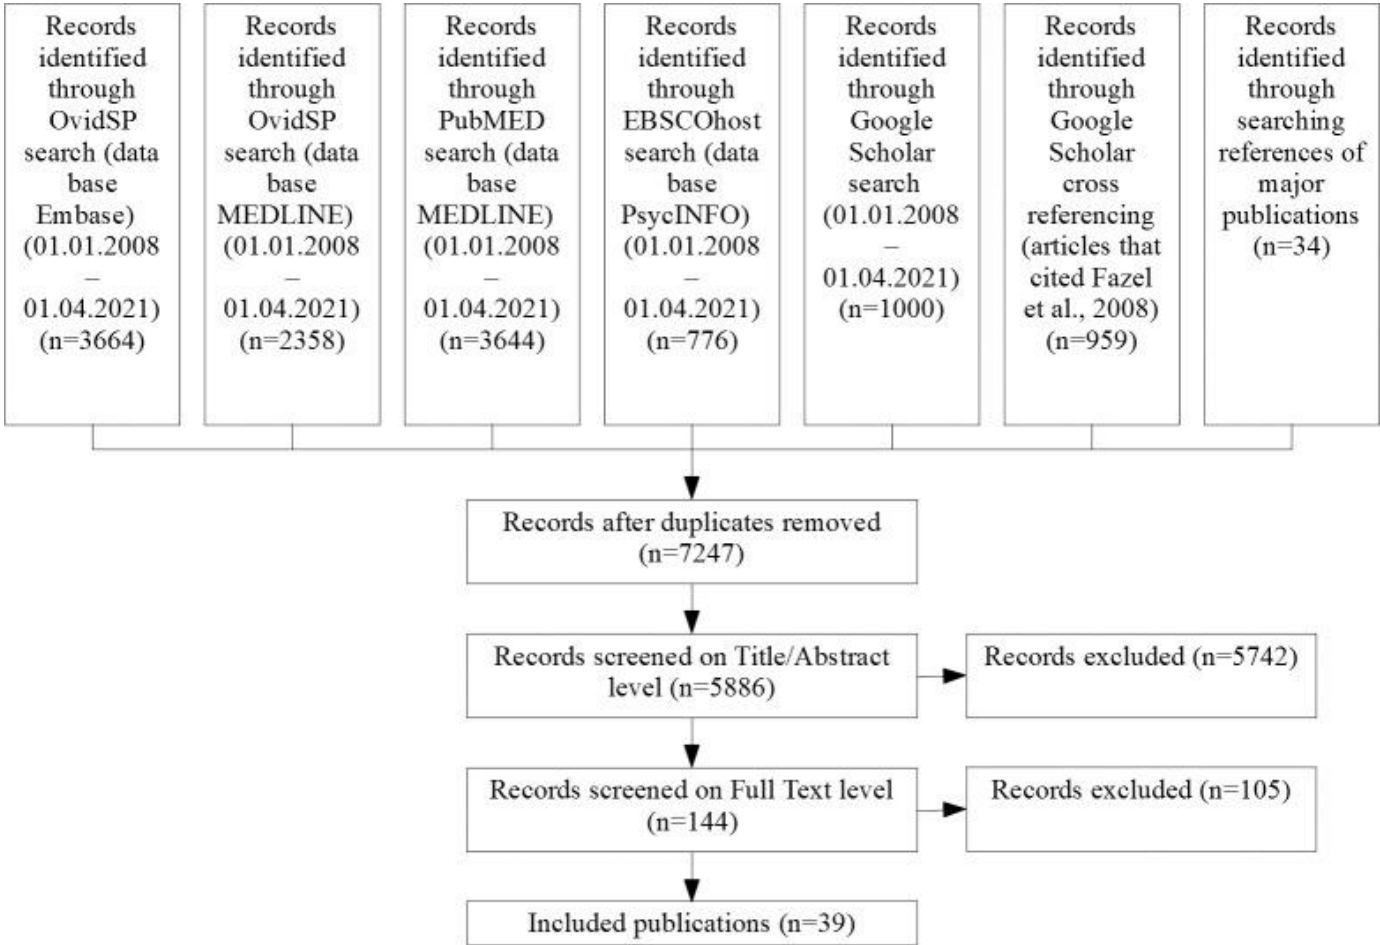 Records
identified
through
OvidSP
search (data
base
Embase)
(01.01.2008
–
01.04.2021)
(n=3664)
Records
identified
through
OvidSP
search (data
base
MEDLINE)
(01.01.2008
–
01.04.2021)
(n=2358)
Records
identified
through
PubMED
search (data
base
MEDLINE)
(01.01.2008
–
01.04.2021)
(n=3644)
Records
identified
through
EBSCOhost
search (data
base
PsycINFO)
(01.01.2008
–
01.04.2021)
(n=776)
Records
identified
through
Google
Scholar
search
(01.01.2008
–
01.04.2021)
(n=1000)
Records
identified
through
Google
Scholar
cross
referencing
(articles that
cited Fazel
et al., 2008)
(n=959)
Records
identified
through
searching
references of
major
publications
(n=34)
Records after duplicates removed
(n=7247)
Records screened on Title/Abstract
level (n=5886)
Records excluded (n=5742)
Records screened on Full Text level
(n=144)
Records excluded (n=105)
Included publications (n=39)